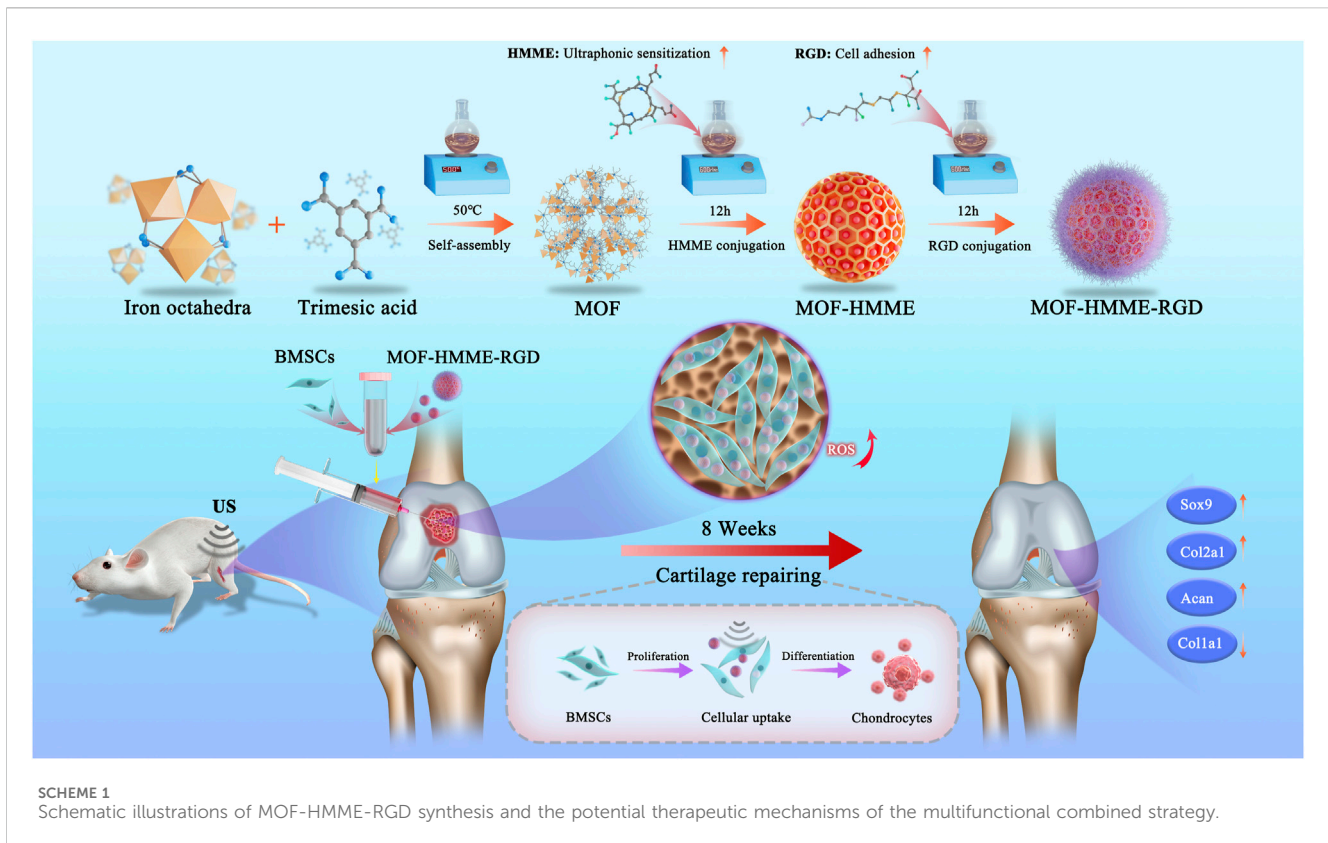 HMME: Ultraphonic sensitization
RGD: Cell adhesion
50℃
Self-assembly
12h
HMME conjugation
12h
RGD conjugation
Iron octahedra
+
Trimesic acid
MOF
MOF-HMME
MOF-HMME-RGD
BMSCs
MOF-HMME-RGD
ROS
US
8 Weeks
Cartilage repairing
Sox9
Col2a1
Acan
Col1a1
Proliferation
Differentiation
BMSCs
Cellular uptake
Chondrocytes
SCHEME 1
Schematic illustrations of MOF-HMME-RGD synthesis and the potential therapeutic mechanisms of the multifunctional combined strategy.